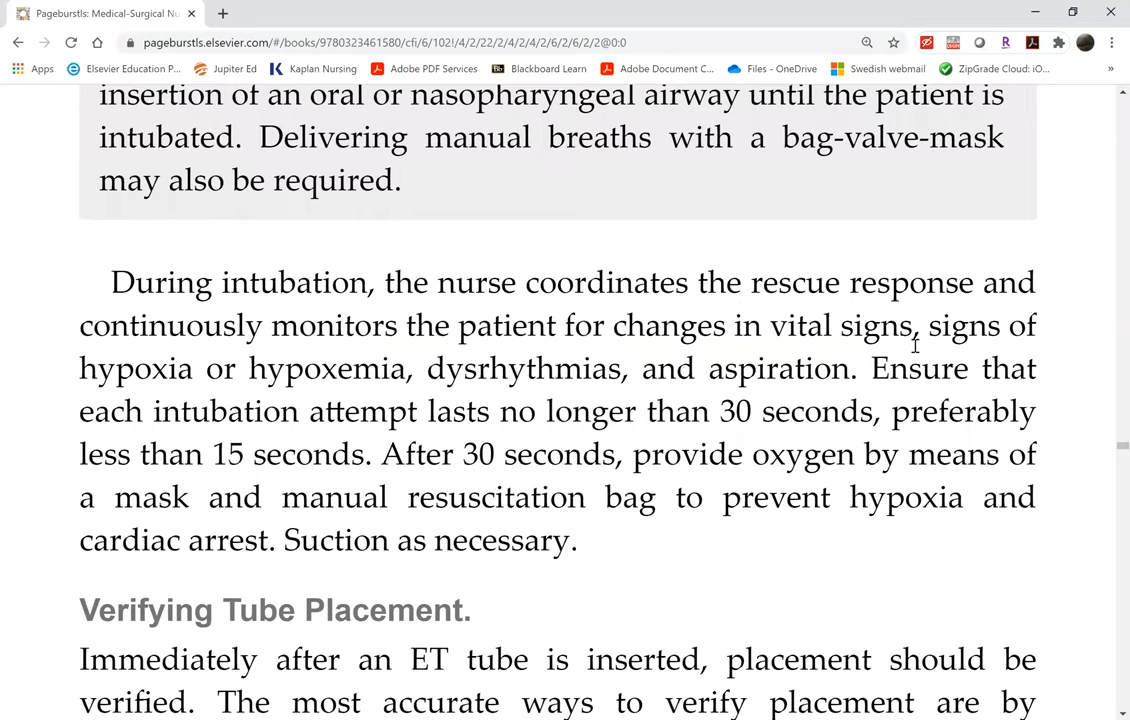 Pageburstls: Medical-Surgical Nu
pageburstls.elsevier.com/#/books/9780323461580/cfi/6/102!/4/2/22/2/4/2/4/2/6/2/6/2/2@0:0
Apps Elsevier Education P... Jupiter Ed Kaplan Nursing Adobe PDF Services Blackboard Learn Adobe Document C... Files - OneDrive Swedish webmail ZipGrade Cloud: iO... »
insertion of an oral or nasopharyngeal airway until the patient is
intubated. Delivering manual breaths with a bag-valve-mask
may also be required.
During intubation, the nurse coordinates the rescue response and
continuously monitors the patient for changes in vital signs, signs of
hypoxia or hypoxemia, dysrhythmias, and aspiration. Ensure that
each intubation attempt lasts no longer than 30 seconds, preferably
less than 15 seconds. After 30 seconds, provide oxygen by means of
a mask and manual resuscitation bag to prevent hypoxia and
cardiac arrest. Suction as necessary.
Verifying Tube Placement.
Immediately after an ET tube is inserted, placement should be
verified. The most accurate ways to verify placement are by